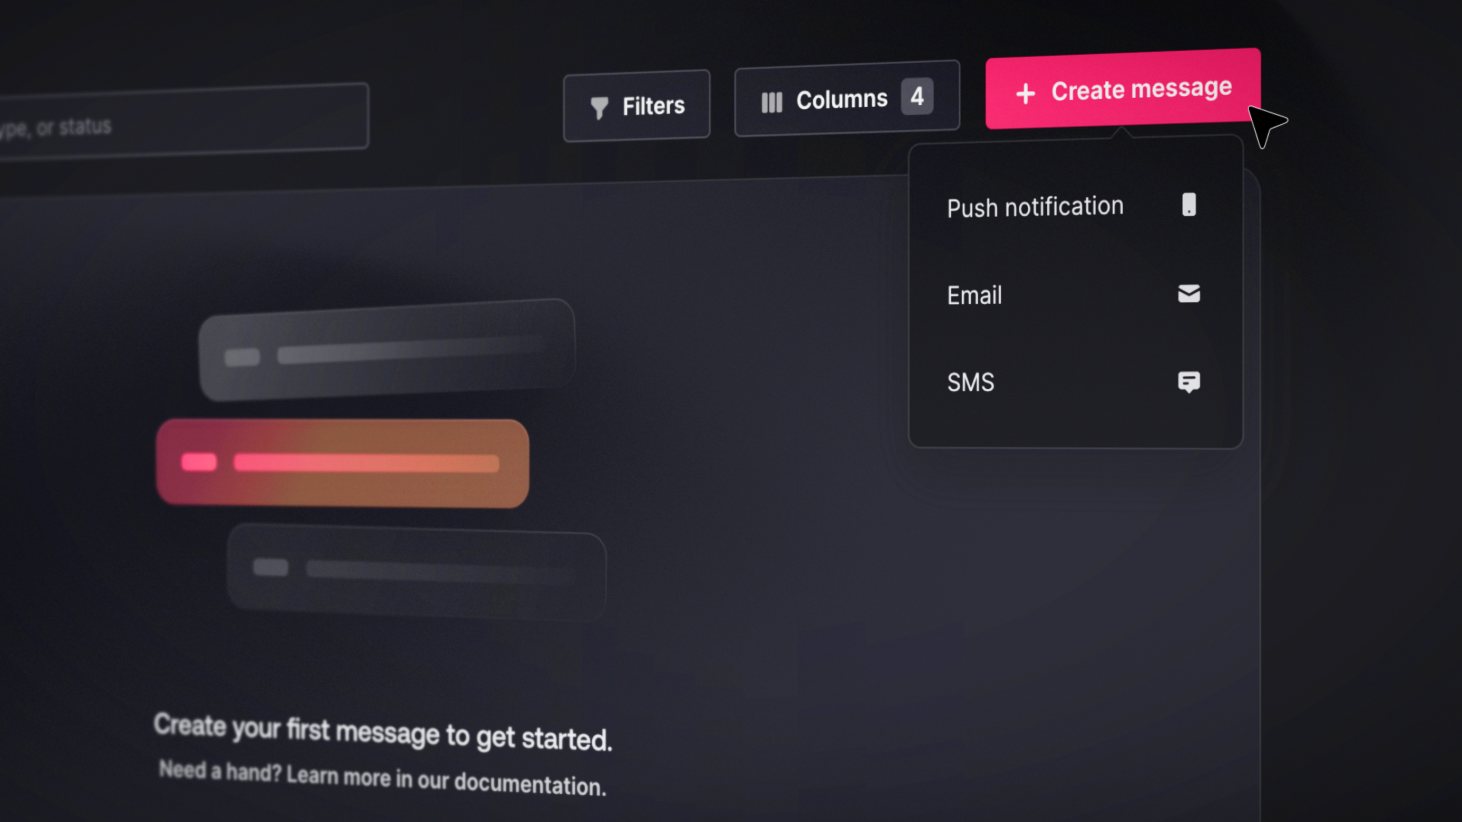 ype, or status
Filters
Columns 4
Create message
Push notification
Email
SMS
Create your first message to get started.
Need a hand? Learn more in our documentation.